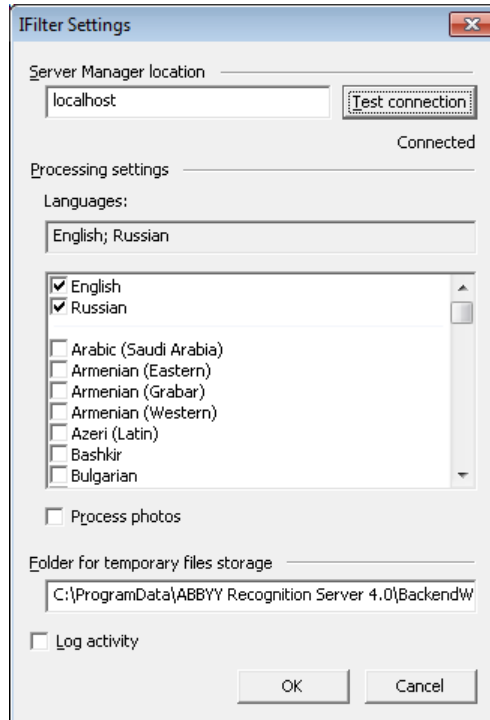 IFilter Settings
Server Manager location
localhost
Test connection
Connected
Processing settings
Languages:
English; Russian
English
Russian
Arabic (Saudi Arabia)
Armenian (Eastern)
Armenian (Grabar)
Armenian (Western)
Azeri (Latin)
Bashkir
Bulgarian
Process photos
Folder for temporary files storage
C:\ProgramData\ABBYY Recognition Server 4.0\BackendW
Log activity
OK Cancel